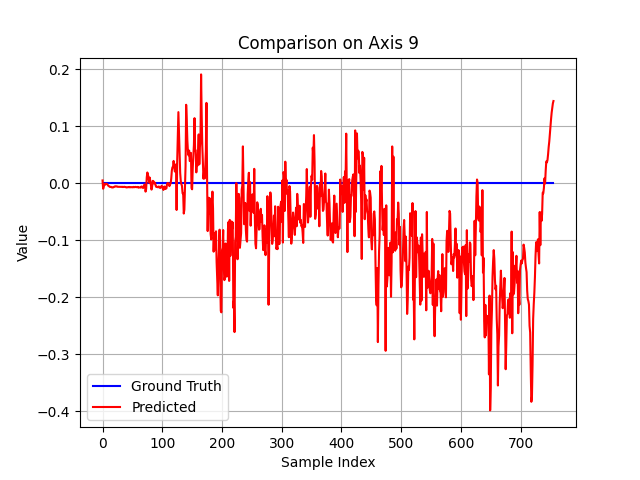 Comparison on Axis 9
0.2
0.1
0.0
−0.1
−0.2
−0.3
−0.4
Value
Ground Truth
Predicted
0 100 200 300 400 500 600 700
Sample Index